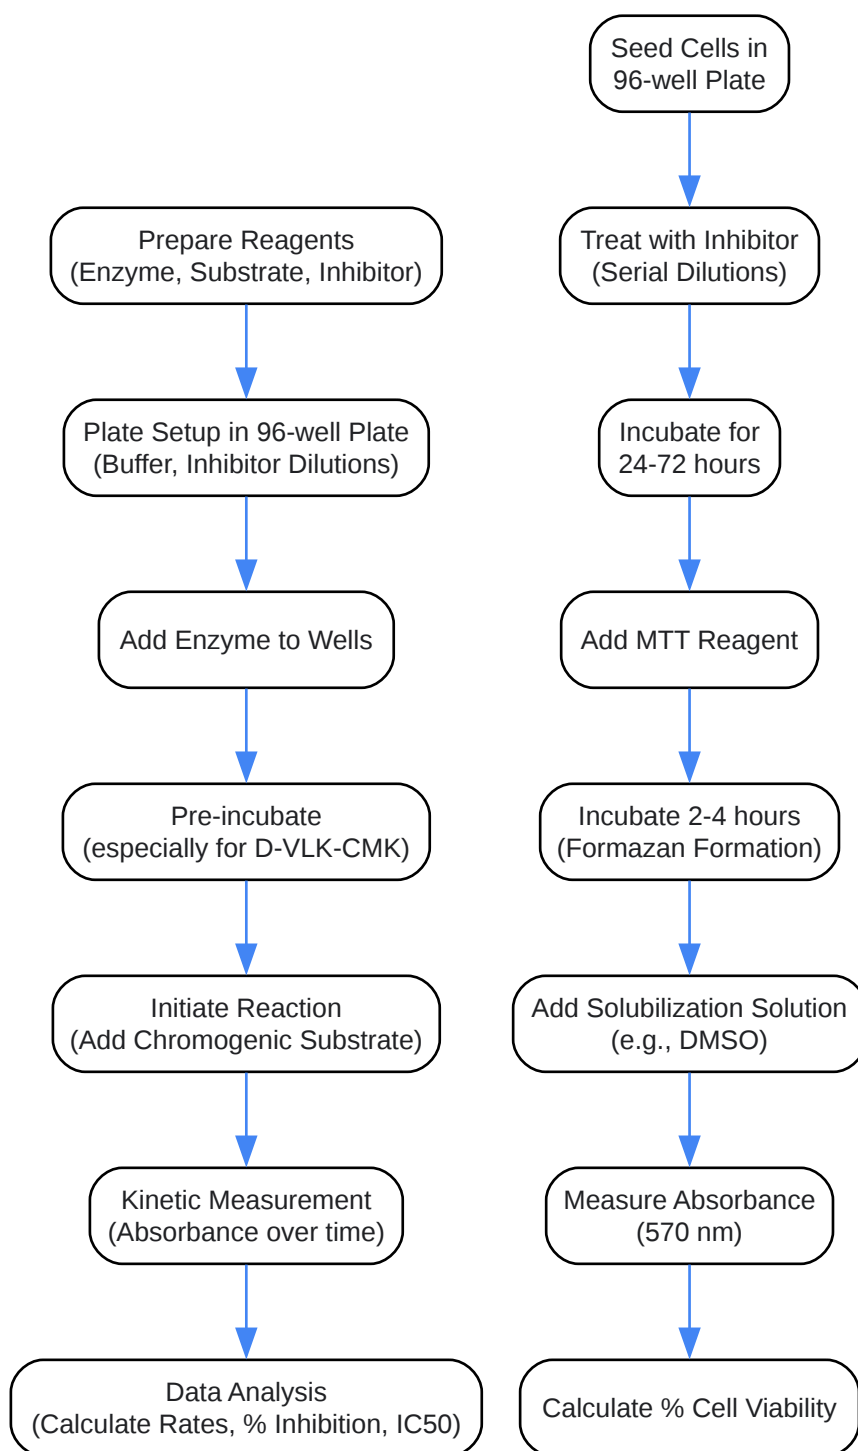 Prepare Reagents
(Enzyme, Substrate, Inhibitor)
Plate Setup in 96-well Plate
(Buffer, Inhibitor Dilutions)
Add Enzyme to Wells
Pre-incubate
(especially for D-VLK-CMK)
Initiate Reaction
(Add Chromogenic Substrate)
Kinetic Measurement
(Absorbance over time)
Data Analysis
(Calculate Rates, % Inhibition, IC50)
Seed Cells in
96-well Plate
Treat with Inhibitor
(Serial Dilutions)
Incubate for
24-72 hours
Add MTT Reagent
Incubate 2-4 hours
(Formazan Formation)
Add Solubilization Solution
(e.g., DMSO)
Measure Absorbance
(570 nm)
Calculate % Cell Viability